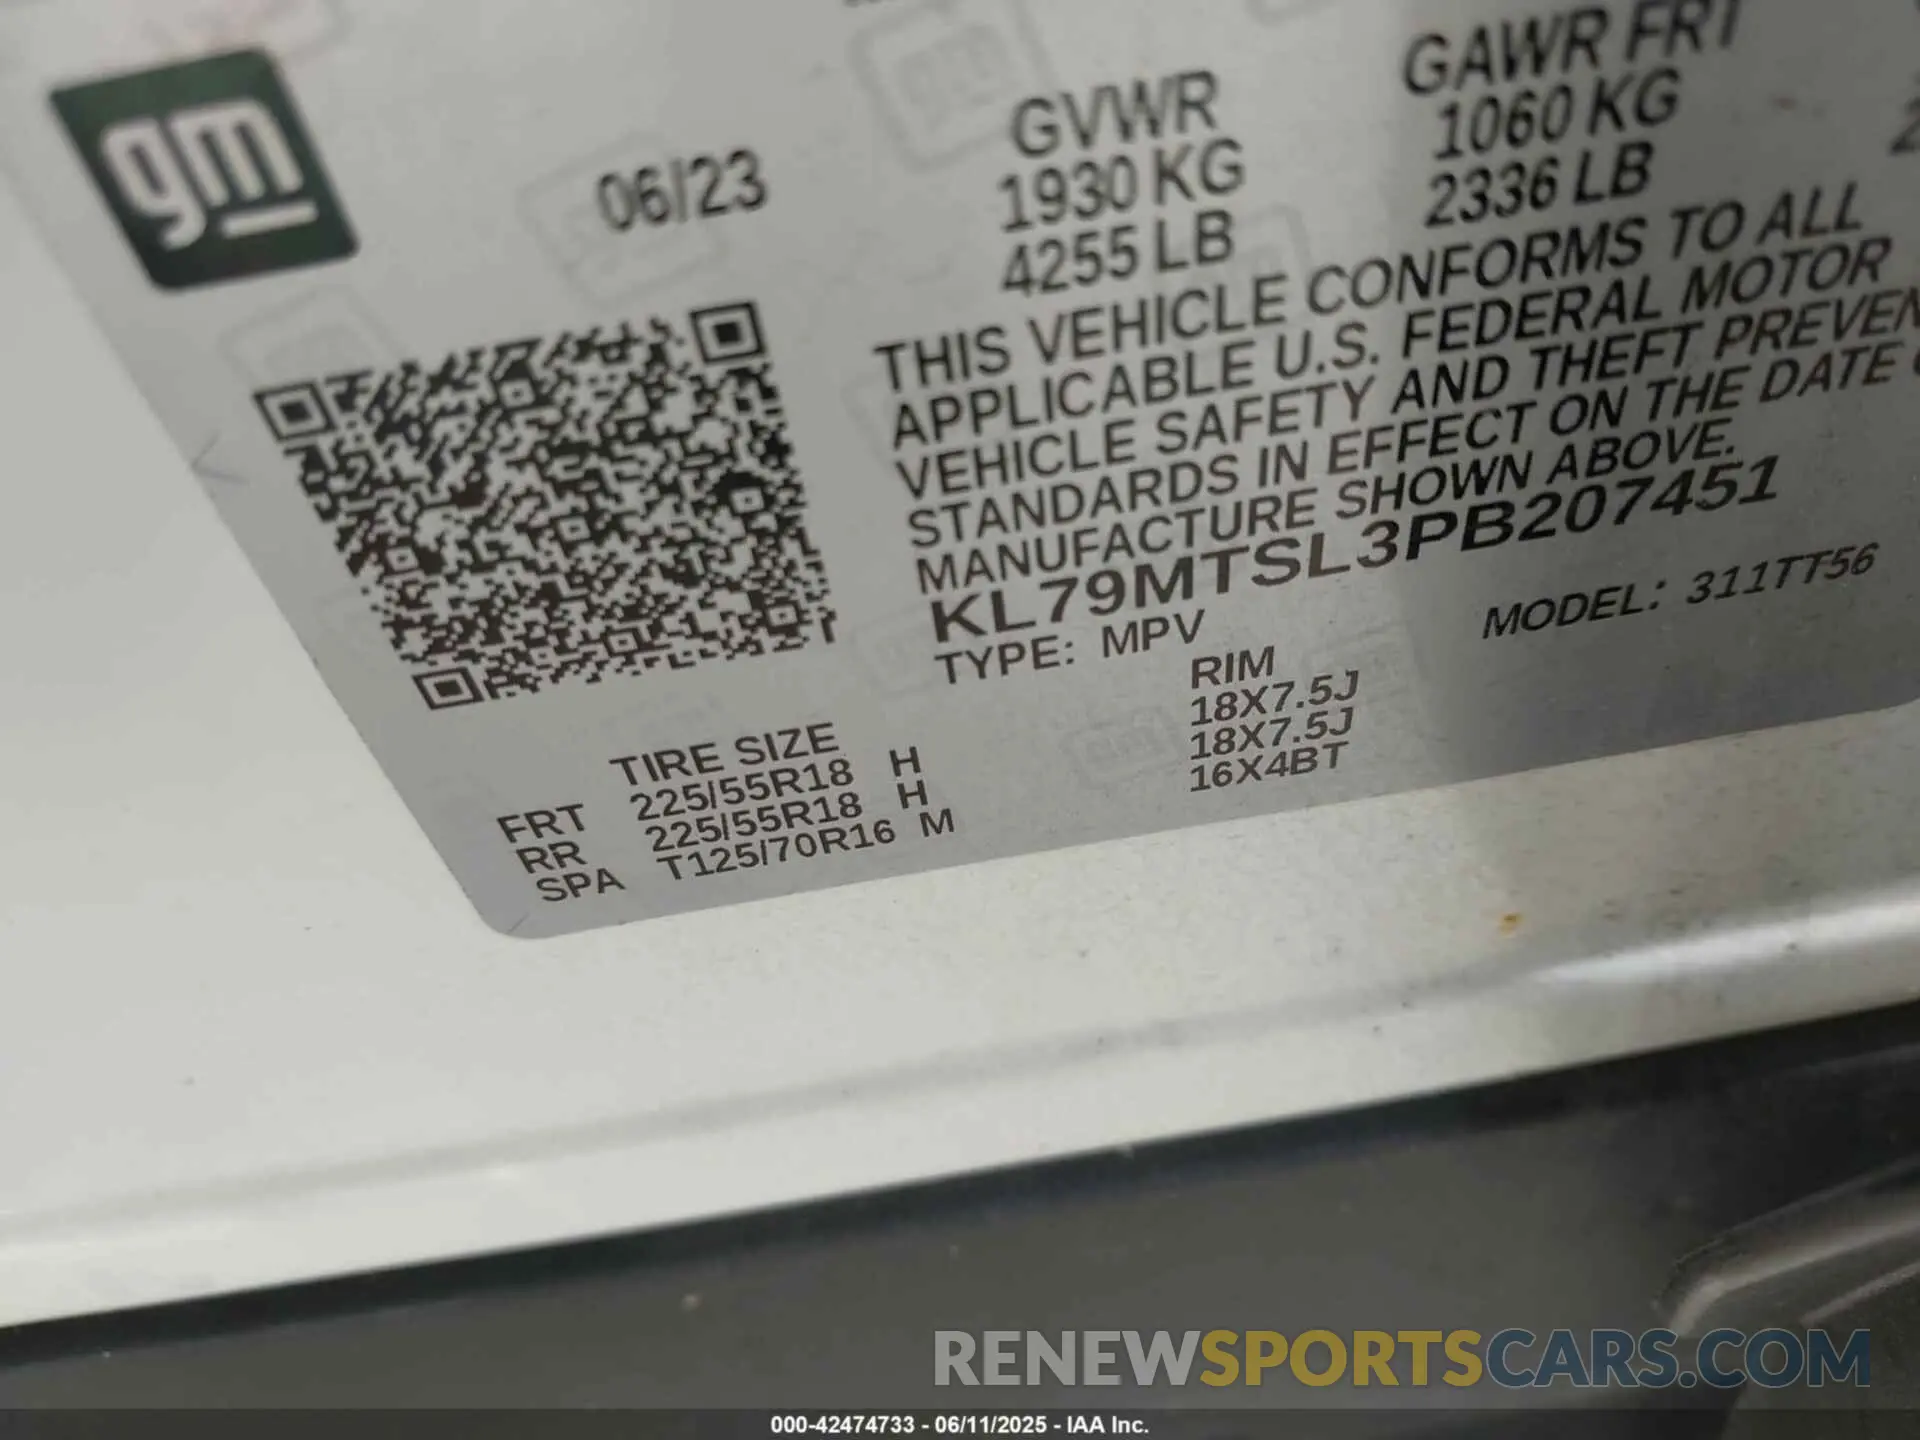 gm
06/23
GVWR
1930 KG
4255 LB
GAWR FRT
1060 KG
2336 LB
THIS VEHICLE CONFORMS TO ALL
APPLICABLE U.S. FEDERAL MOTOR
VEHICLE SAFETY AND THEFT PREVEN
STANDARDS IN EFFECT ON THE DATE
MANUFACTURE SHOWN ABOVE.
KL79MTSL3PB207451
TYPE: MPV
MODEL: 311TT56
TIRE SIZE RIM
FRT 225/55R18 H 18X7.5J
RR 225/55R18 H 18X7.5J
SPA T125/70R16 M 16X4BT
RENEWSPORTSCARS.COM
000-42474733 - 06/11/2025 - IAA Inc.